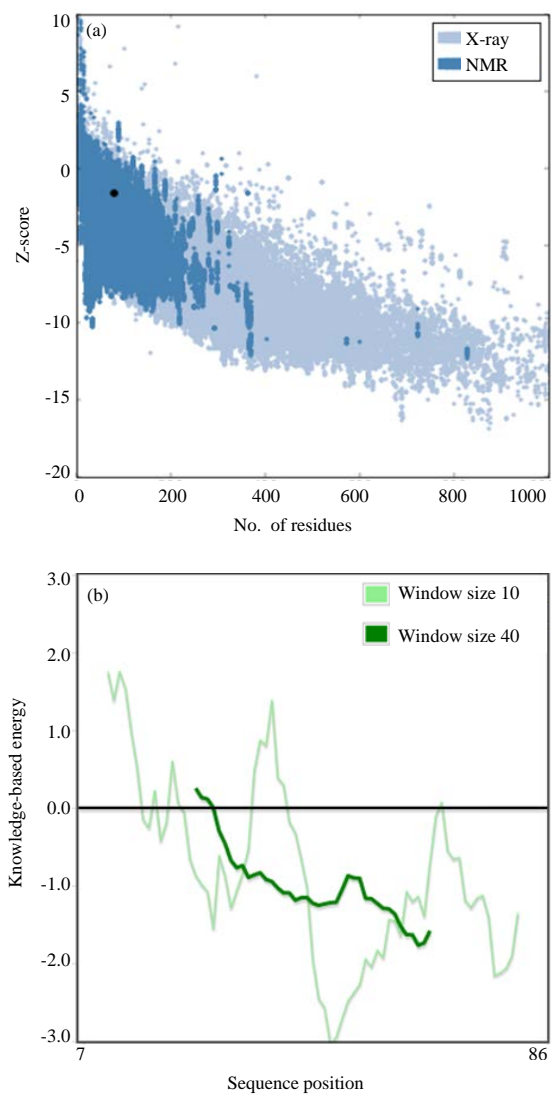 (a)
X-ray
NMR
10
5
0
-5
-10
-15
-20
Z-score
0 200 400 600 800 1000
No. of residues
(b)
Window size 10
Window size 40
3.0
2.0
1.0
0.0
-1.0
-2.0
-3.0
Knowledge-based energy
7 86
Sequence position